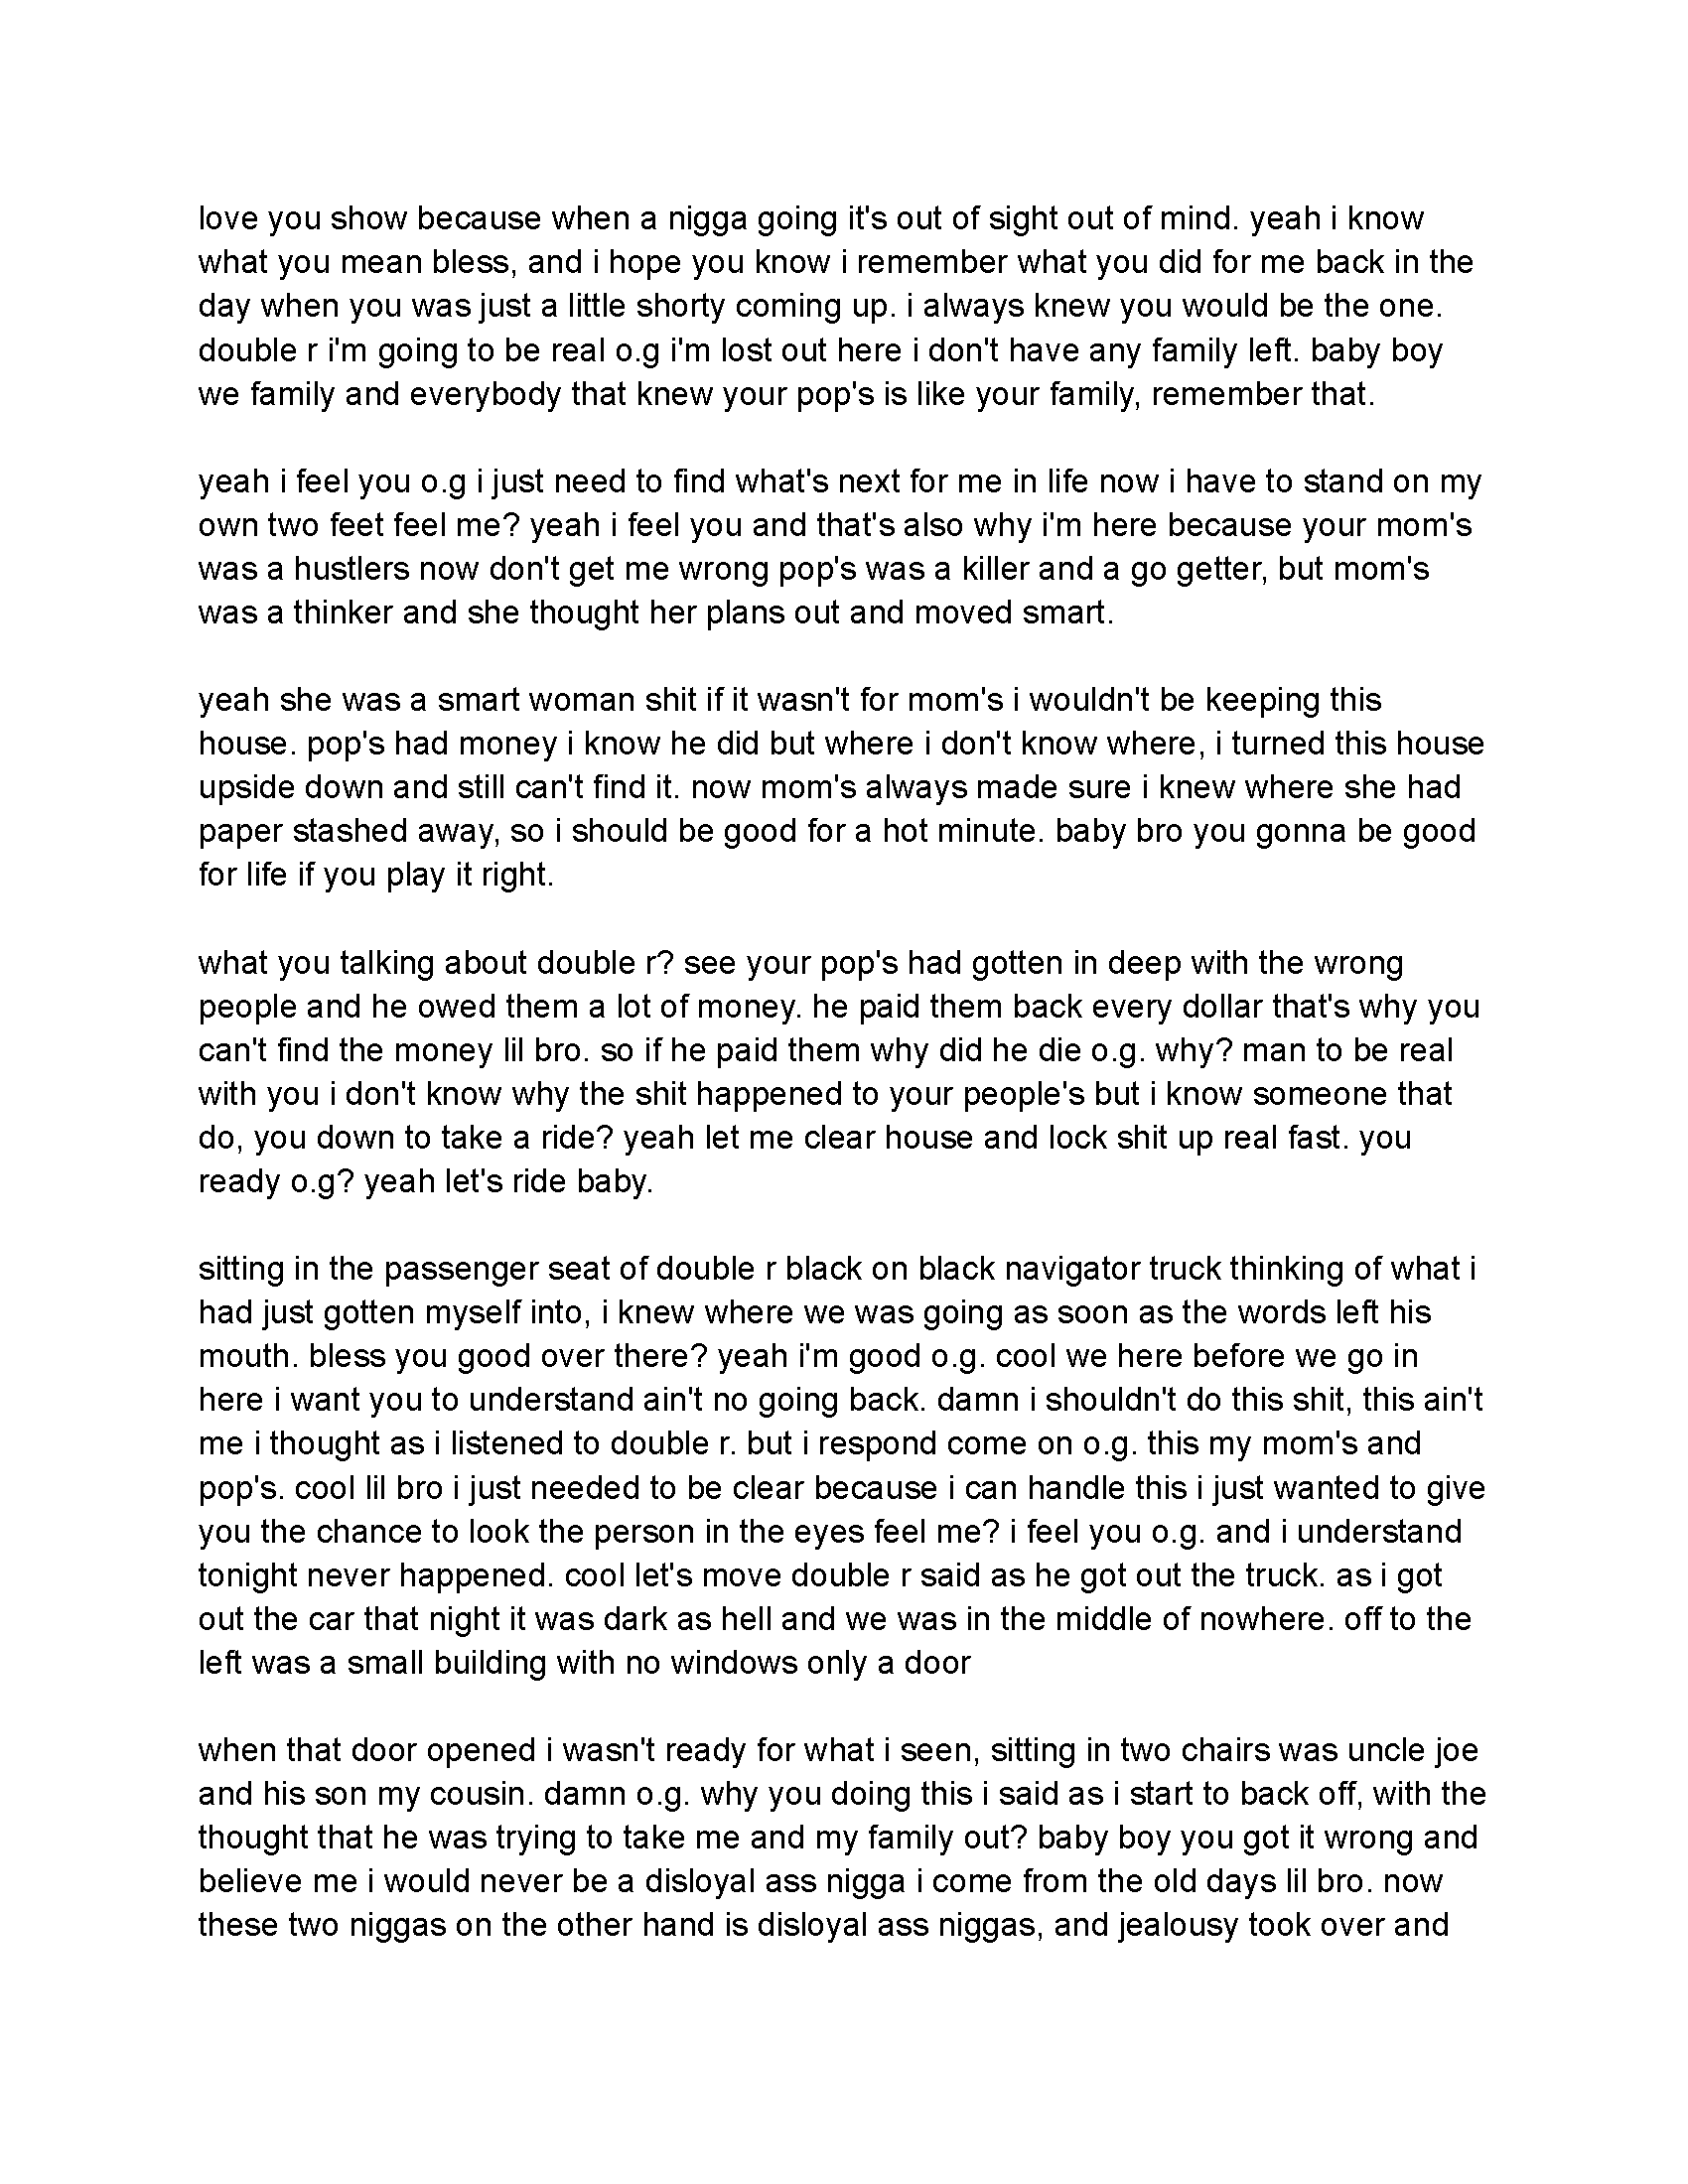 love you show because when a nigga going it's out of sight out of mind. yeah i know
what you mean bless, and i hope you know i remember what you did for me back in the
day when you was just a little shorty coming up. i always knew you would be the one.
double r i'm going to be real o.g i'm lost out here i don't have any family left. baby boy
we family and everybody that knew your pop's is like your family, remember that.
yeah i feel you o.g i just need to find what's next for me in life now i have to stand on my
own two feet feel me? yeah i feel you and that's also why i'm here because your mom's
was a hustlers now don't get me wrong pop's was a killer and a go getter, but mom's
was a thinker and she thought her plans out and moved smart.
yeah she was a smart woman shit if it wasn't for mom's i wouldn't be keeping this
house. pop's had money i know he did but where i don't know where, i turned this house
upside down and still can't find it. now mom's always made sure i knew where she had
paper stashed away, so i should be good for a hot minute. baby bro you gonna be good
for life if you play it right.
what you talking about double r? see your pop's had gotten in deep with the wrong
people and he owed them a lot of money. he paid them back every dollar that's why you
can't find the money lil bro. so if he paid them why did he die o.g. why? man to be real
with you i don't know why the shit happened to your people's but i know someone that
do, you down to take a ride? yeah let me clear house and lock shit up real fast. you
ready o.g? yeah let's ride baby.
sitting in the passenger seat of double r black on black navigator truck thinking of what i
had just gotten myself into, i knew where we was going as soon as the words left his
mouth. bless you good over there? yeah i'm good o.g. cool we here before we go in
here i want you to understand ain't no going back. damn i shouldn't do this shit, this ain't
me i thought as i listened to double r. but i respond come on o.g. this my mom's and
pop's. cool lil bro i just needed to be clear because i can handle this i just wanted to give
you the chance to look the person in the eyes feel me? i feel you o.g. and i understand
tonight never happened. cool let's move double r said as he got out the truck. as i got
out the car that night it was dark as hell and we was in the middle of nowhere. off to the
left was a small building with no windows only a door
when that door opened i wasn't ready for what i seen, sitting in two chairs was uncle joe
and his son my cousin. damn o.g. why you doing this i said as i start to back off, with the
thought that he was trying to take me and my family out? baby boy you got it wrong and
believe me i would never be a disloyal ass nigga i come from the old days lil bro. now
these two niggas on the other hand is disloyal ass niggas, and jealousy took over and